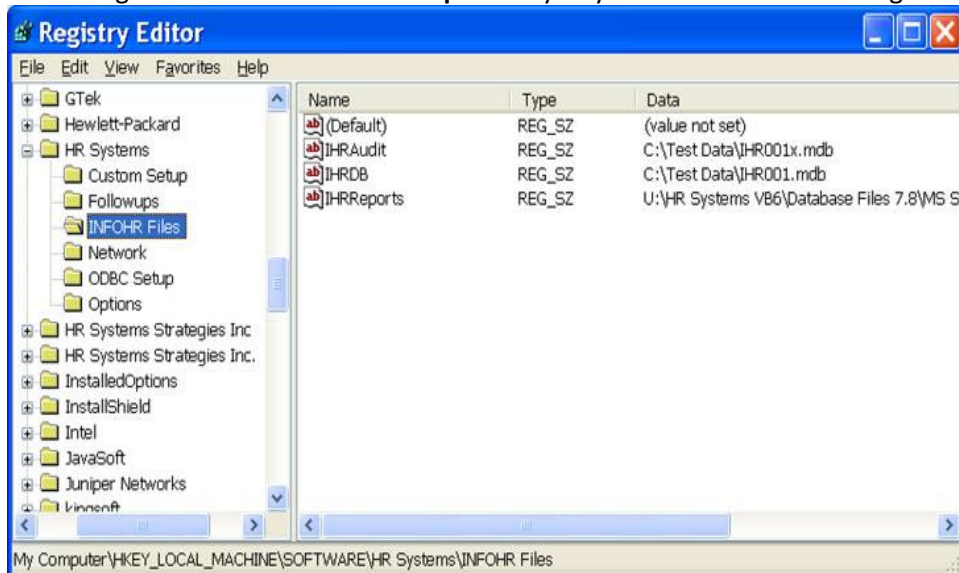 Registry Editor
File Edit View Favorites Help
GTek
Hewlett-Packard
HR Systems
Custom Setup
Followups
INFOHR Files
Network
ODBC Setup
Options
HR Systems Strategies Inc
HR Systems Strategies Inc.
InstalledOptions
InstallShield
Intel
JavaSoft
Juniper Networks
kingsoft
Name Type Data
(Default) REG_SZ (value not set)
IHRAudit REG_SZ C:\Test Data\IHR001x.mdb
IHRDB REG_SZ C:\Test Data\IHR001.mdb
IHRReports REG_SZ U:\HR Systems VB6\Database Files 7.8\MS S
My Computer\HKEY_LOCAL_MACHINE\SOFTWARE\HR Systems\INFOHR Files